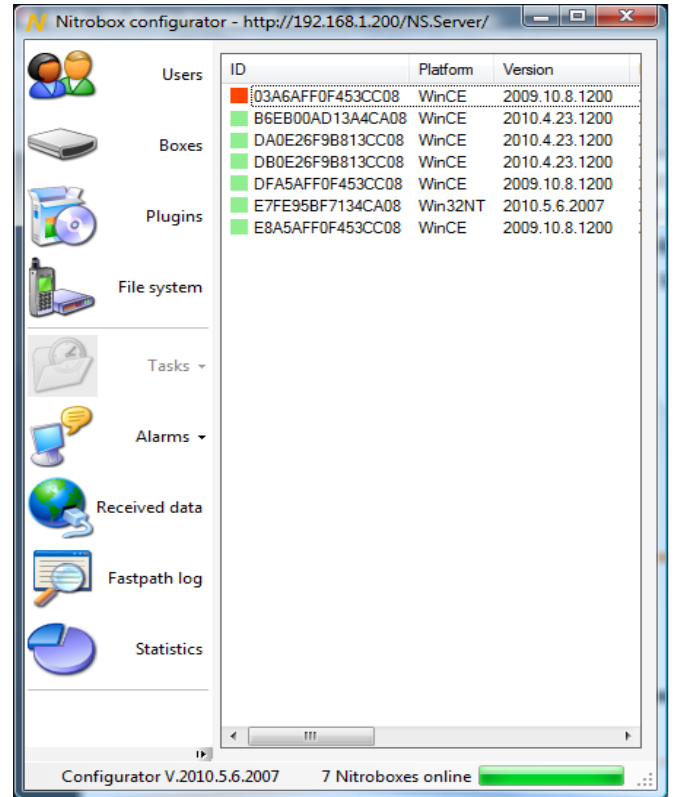 Nitrobox configurator - http://192.168.1.200/NS.Server/
Users
Boxes
Plugins
File system
Tasks
Alarms
Received data
Fastpath log
Statistics
ID Platform Version
03A6AFF0F453CC08 WinCE 2009.10.8.1200
B6EB00AD13A4CA08 WinCE 2010.4.23.1200
DA0E26F9B813CC08 WinCE 2010.4.23.1200
DB0E26F9B813CC08 WinCE 2010.4.23.1200
DFA5AFF0F453CC08 WinCE 2009.10.8.1200
E7FE95BF7134CA08 Win32NT 2010.5.6.2007
E8A5AFF0F453CC08 WinCE 2009.10.8.1200
Configurator V.2010.5.6.2007 7 Nitroboxes online